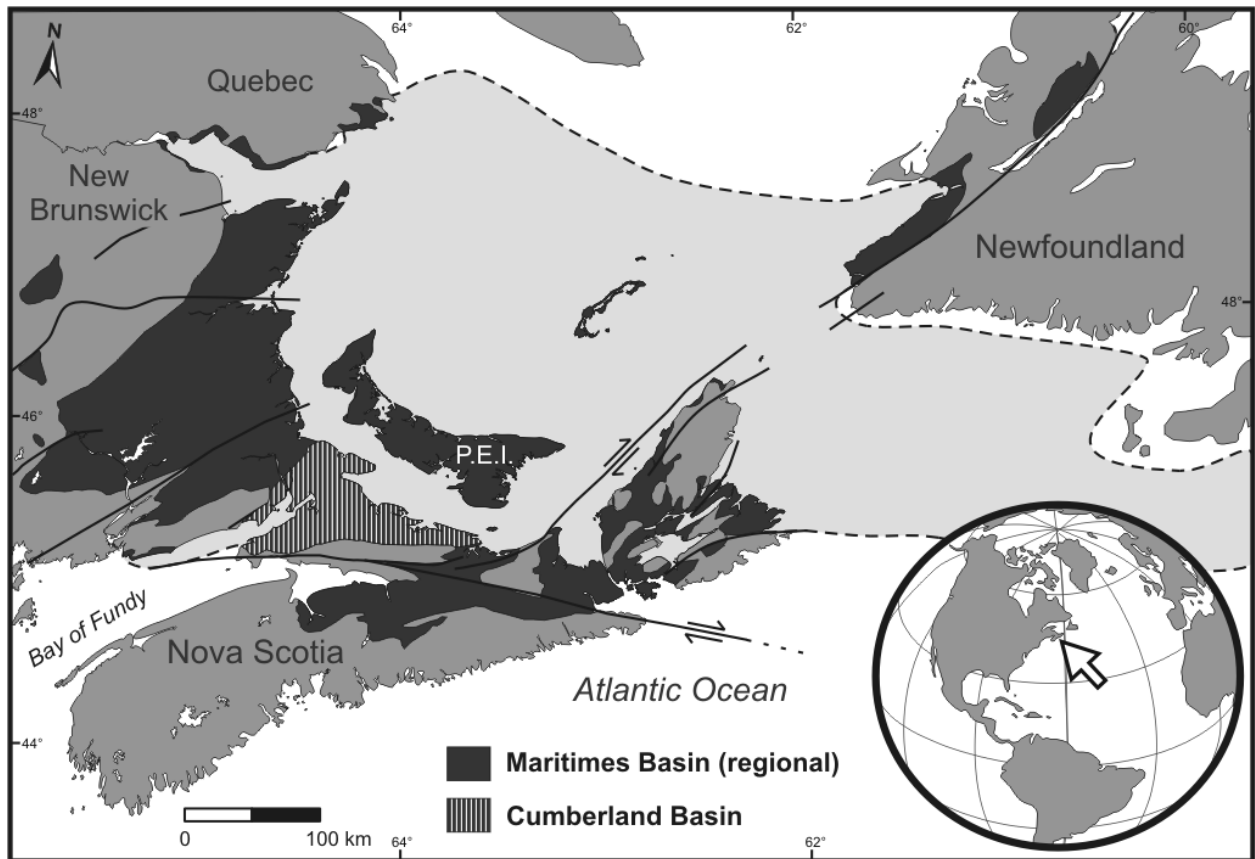 64°
62°
60°
N
Quebec
48°
New
Brunswick
Newfoundland
48°
46°
P.E.I.
46°
Bay of Fundy
Nova Scotia
Atlantic Ocean
44°
Maritimes Basin (regional)
Cumberland Basin
0
100 km
64°
62°